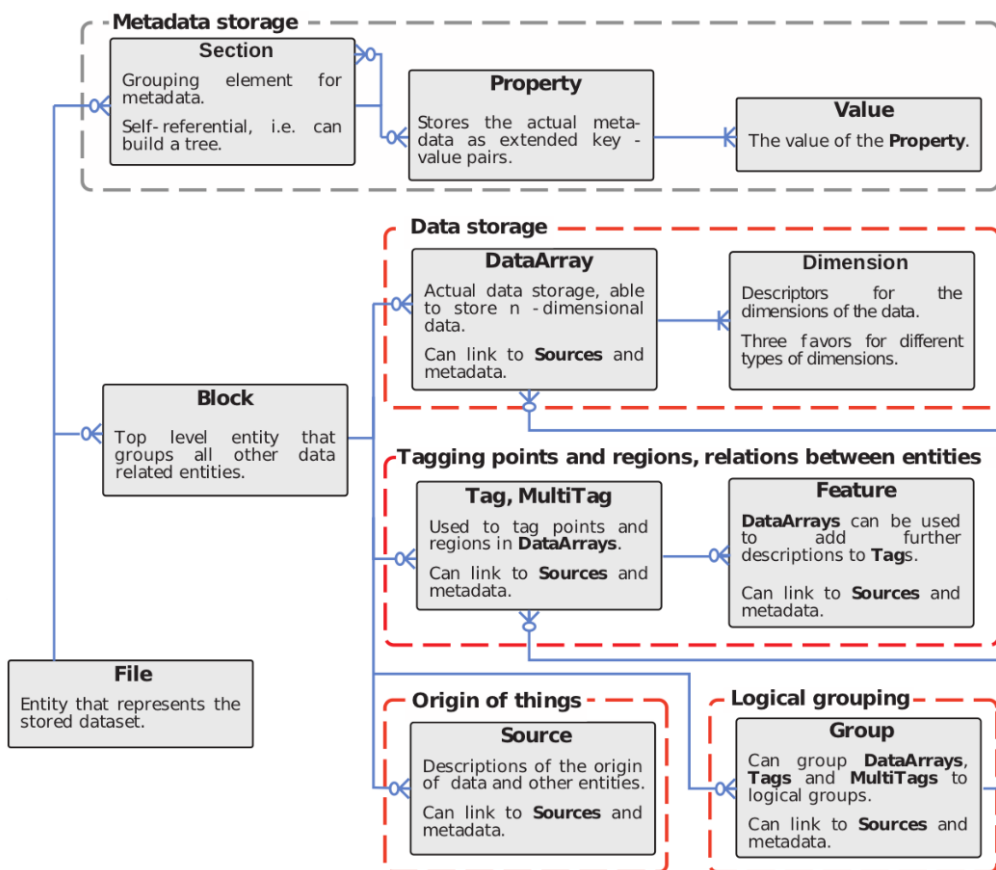 Metadata storage
Section
Grouping element for
metadata.
Self-referential, i.e. can
build a tree.
Property
Stores the actual meta-
data as extended key -
value pairs.
Value
The value of the Property.
Data storage
DataArray
Actual data storage, able
to store n -dimensional
data.
Can link to Sources and
metadata.
Dimension
Descriptors for the
dimensions of the data.
Three f avors for different
types of dimensions.
Block
Top level entity that
groups all other data
related entities.
Tagging points and regions, relations between entities
Tag, MultiTag
Used to tag points and
regions in DataArrays.
Can link to Sources and
metadata.
Feature
DataArrays can be used
to add further
descriptions to Tags.
Can link to Sources and
metadata.
File
Entity that represents the
stored dataset.
Origin of things
Source
Descriptions of the origin
of data and other entities.
Can link to Sources and
metadata.
Logical grouping
Group
Can group DataArrays,
Tags and MultiTags to
logical groups.
Can link to Sources and
metadata.